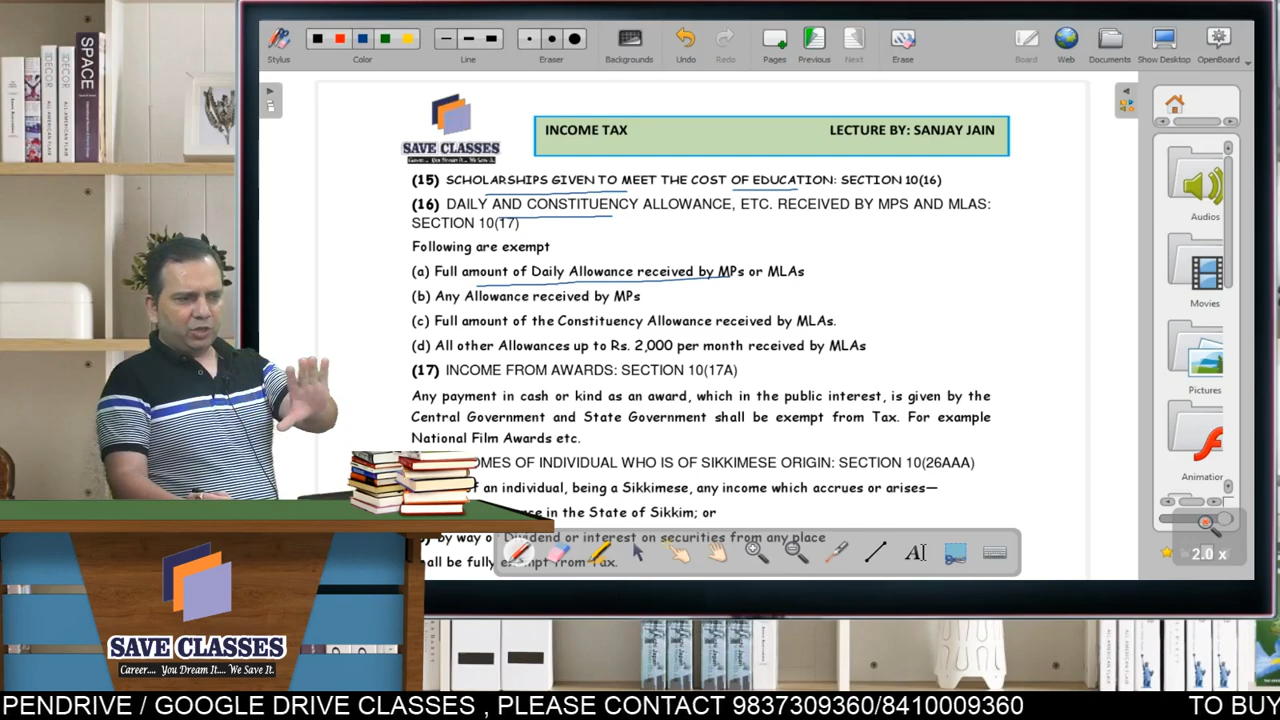 SPACE
Stylus
Color
Line
Eraser
Backgrounds
Undo
Redo
Pages
Previous
Next
Erase
Board
Web
Documents
Show Desktop
OpenBoard
SAVE CLASSES
INCOME TAX LECTURE BY: SANJAY JAIN
(15) SCHOLARSHIPS GIVEN TO MEET THE COST OF EDUCATION: SECTION 10(16)
(16) DAILY AND CONSTITUENCY ALLOWANCE, ETC. RECEIVED BY MPS AND MLAS:
SECTION 10(17)
Following are exempt
(a) Full amount of Daily Allowance received by MPs or MLAs
(b) Any Allowance received by MPs
(c) Full amount of the Constituency Allowance received by MLAs.
(d) All other Allowances up to Rs. 2,000 per month received by MLAs
(17) INCOME FROM AWARDS: SECTION 10(17A)
Any payment in cash or kind as an award, which in the public interest, is given by the
Central Government and State Government shall be exempt from Tax. For example
National Film Awards etc.
OMES OF INDIVIDUAL WHO IS OF SIKKIMESE ORIGIN: SECTION 10(26AAA)
f an individual, being a Sikkimese, any income which accrues or arises—
ce in the State of Sikkim; or
by way o Dividend or interest on securities from any place
all be fully exempt from Tax.
Audios
Movies
Pictures
Animation
2.0 x
SAVE CLASSES
Career.... You Dream It... We Save It.
PENDRIVE / GOOGLE DRIVE CLASSES , PLEASE CONTACT 9837309360/8410009360 TO BUY